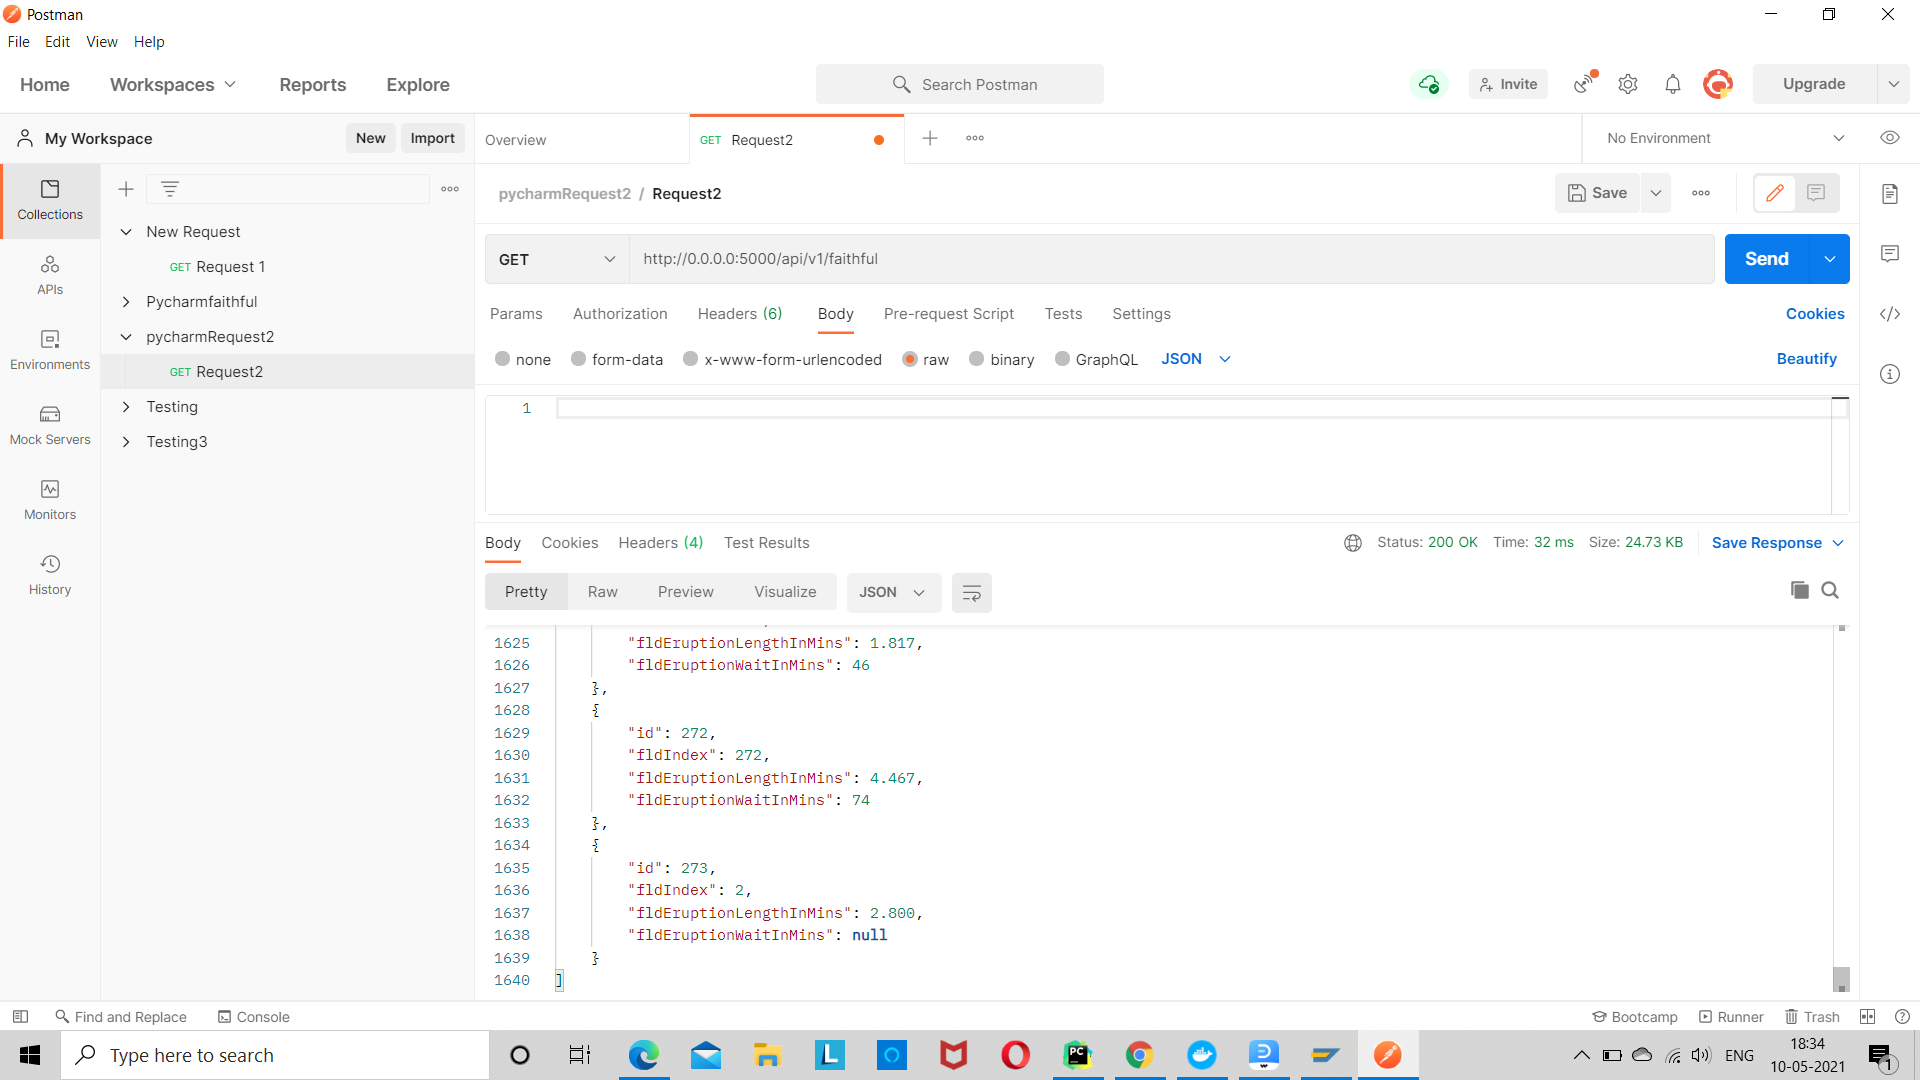 Postman
File Edit View Help
Home Workspaces Reports Explore Search Postman Invite Upgrade
My Workspace New Import Overview GET Request2 No Environment
Collections
APIs
Environments
Mock Servers
Monitors
History
New Request
GET Request 1
Pycharmfaithful
pycharmRequest2
GET Request2
Testing
Testing3
pycharmRequest2 / Request2 Save
GET http://0.0.0.0:5000/api/v1/faithful Send
Params Authorization Headers (6) Body Pre-request Script Tests Settings Cookies
none form-data x-www-form-urlencoded raw binary GraphQL JSON Beautify
1
Body Cookies Headers (4) Test Results Status: 200 OK Time: 32 ms Size: 24.73 KB Save Response
Pretty Raw Preview Visualize JSON
1625 "fldEruptionLengthInMins": 1.817,
1626 "fldEruptionWaitInMins": 46
1627 },
1628 {
1629 "id": 272,
1630 "fldIndex": 272,
1631 "fldEruptionLengthInMins": 4.467,
1632 "fldEruptionWaitInMins": 74
1633 },
1634 {
1635 "id": 273,
1636 "fldIndex": 2,
1637 "fldEruptionLengthInMins": 2.800,
1638 "fldEruptionWaitInMins": null
1639 }
1640 ]
Find and Replace Console Bootcamp Runner Trash
Type here to search L PC ENG 18:34
10-05-2021 1